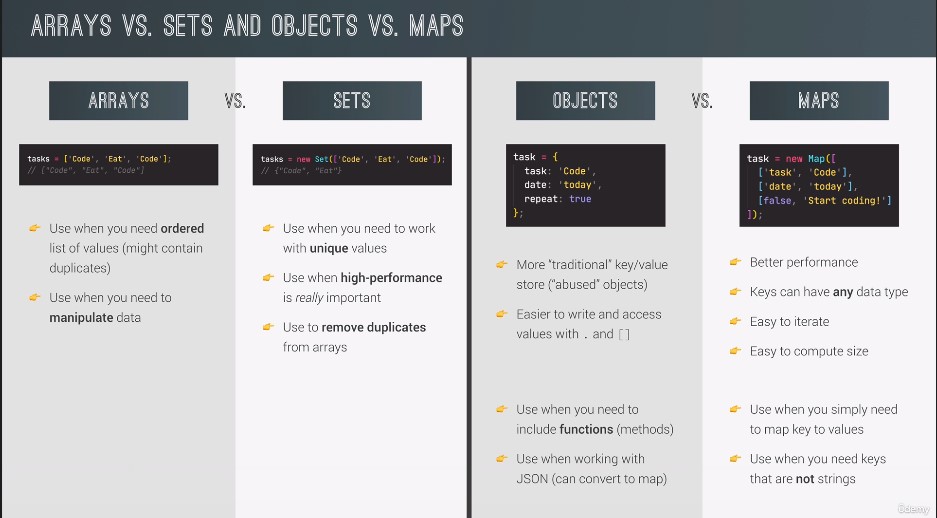 ARRAYS VS. SETS AND OBJECTS VS. MAPS
ARRAYS
VS.
SETS
tasks = ['Code', 'Eat', 'Code'];
// ["Code", "Eat", "Code"]
tasks = new Set(['Code', 'Eat', 'Code']);
// {"Code", "Eat"}
Use when you need ordered
list of values (might contain
duplicates)
Use when you need to
manipulate data
Use when you need to work
with unique values
Use when high-performance
is really important
Use to remove duplicates
from arrays
OBJECTS
VS.
MAPS
task = {
task: 'Code',
date: 'today',
repeat: true
};
task = new Map([
['task', 'Code'],
['date', 'today'],
[false, 'Start coding!']
]);
More “traditional” key/value
store (“abused” objects)
Easier to write and access
values with . and []
Use when you need to
include functions (methods)
Use when working with
JSON (can convert to map)
Better performance
Keys can have any data type
Easy to iterate
Easy to compute size
Use when you simply need
to map key to values
Use when you need keys
that are not strings
ûdemy